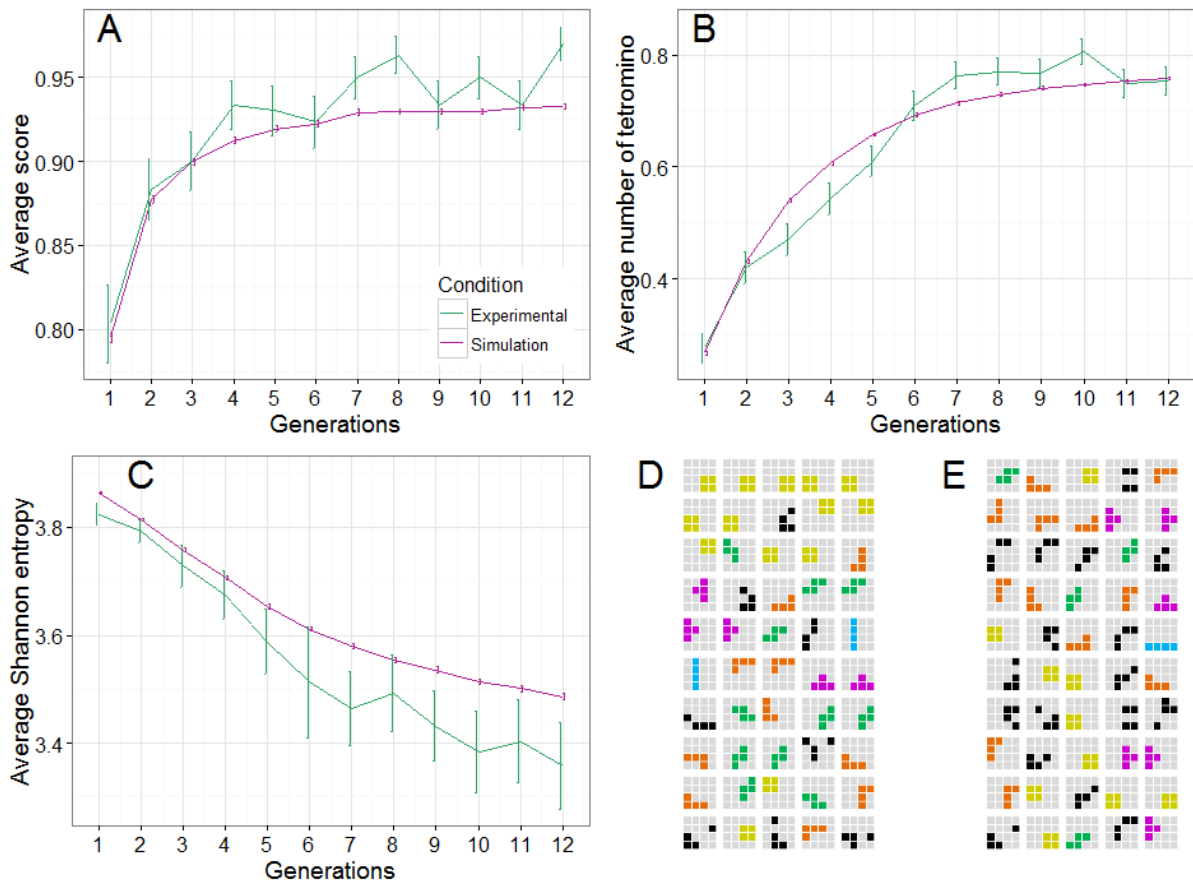 A
Average score
0.95
0.90
0.85
0.80
Condition
Experimental
Simulation
1 2 3 4 5 6 7 8 9 10 11 12
Generations
B
Average number of tetromino
0.8
0.6
0.4
1 2 3 4 5 6 7 8 9 10 11 12
Generations
C
Average Shannon entropy
3.8
3.6
3.4
1 2 3 4 5 6 7 8 9 10 11 12
Generations
D
E